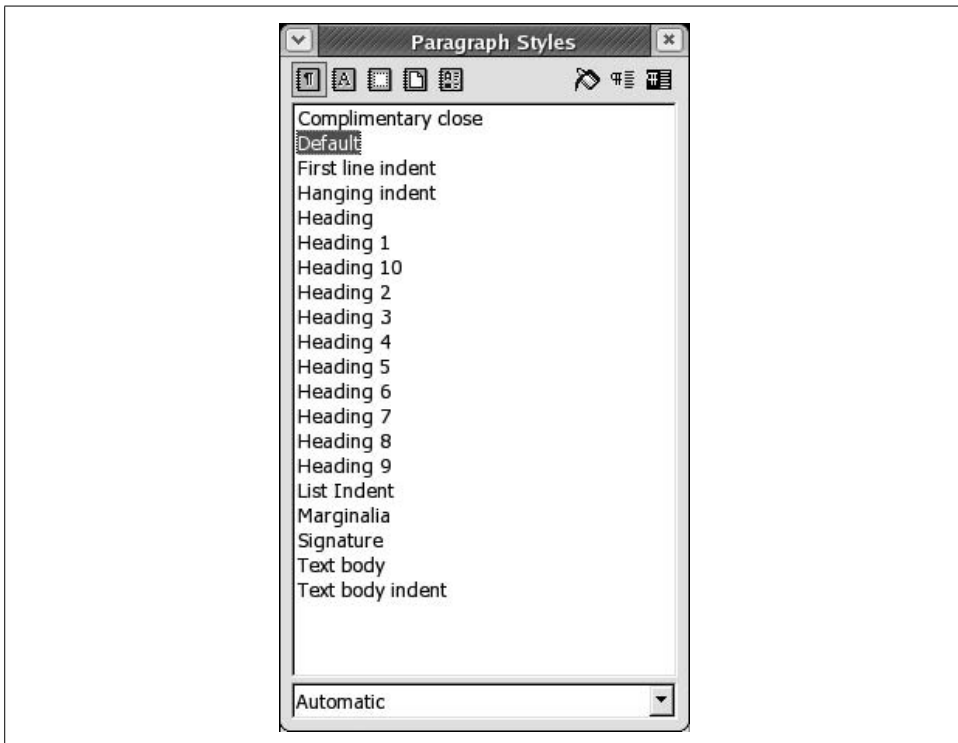 Paragraph Styles
Complimentary close
Default
First line indent
Hanging indent
Heading
Heading 1
Heading 10
Heading 2
Heading 3
Heading 4
Heading 5
Heading 6
Heading 7
Heading 8
Heading 9
List Indent
Marginalia
Signature
Text body
Text body indent
Automatic